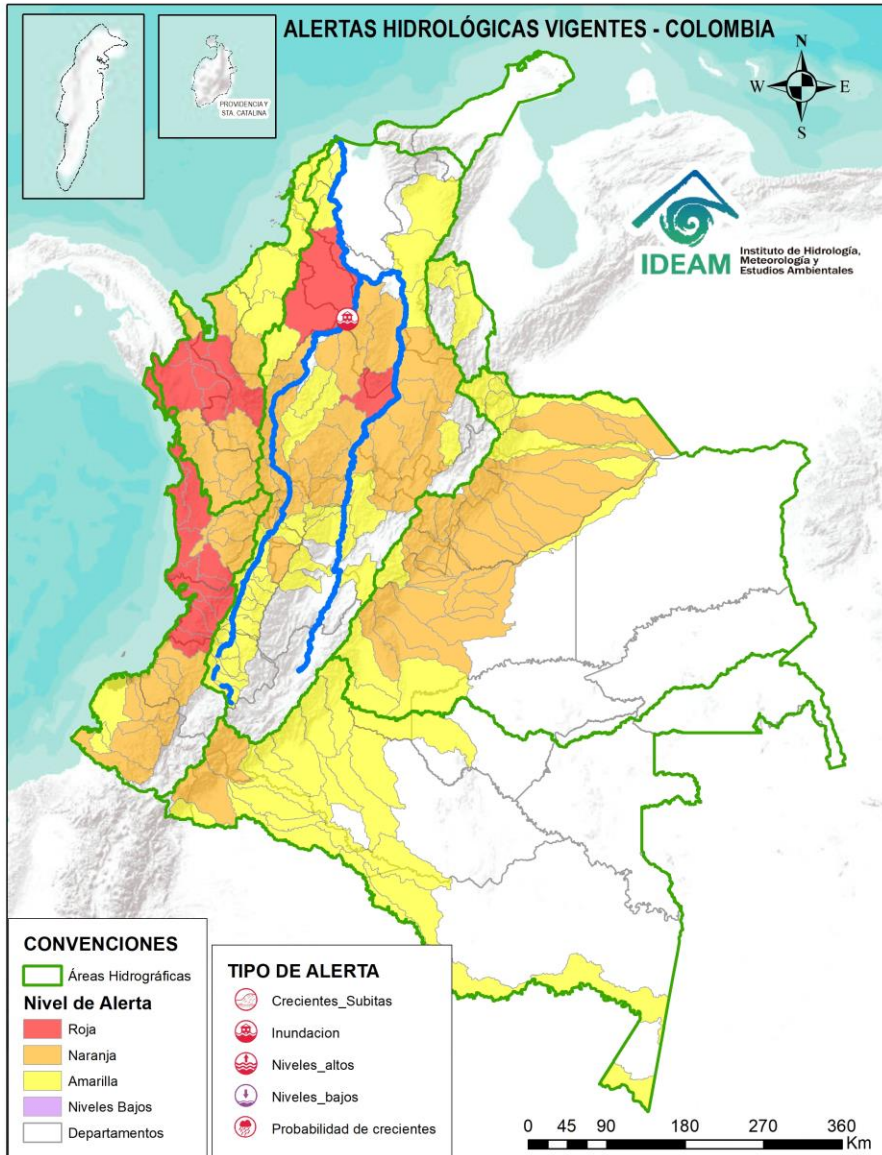 ALERTAS HIDROLÓGICAS VIGENTES - COLOMBIA
PROVIDENCIA Y
STA. CATALINA
N
W
E
S
IDEAM
Instituto de Hidrología,
Meteorología y
Estudios Ambientales
CONVENCIONES
Áreas Hidrográficas
Nivel de Alerta
Roja
Naranja
Amarilla
Niveles Bajos
Departamentos
TIPO DE ALERTA
Crecientes_Subitas
Inundacion
Niveles_altos
Niveles_bajos
Probabilidad de crecientes
0 45 90 180 270 360
Km